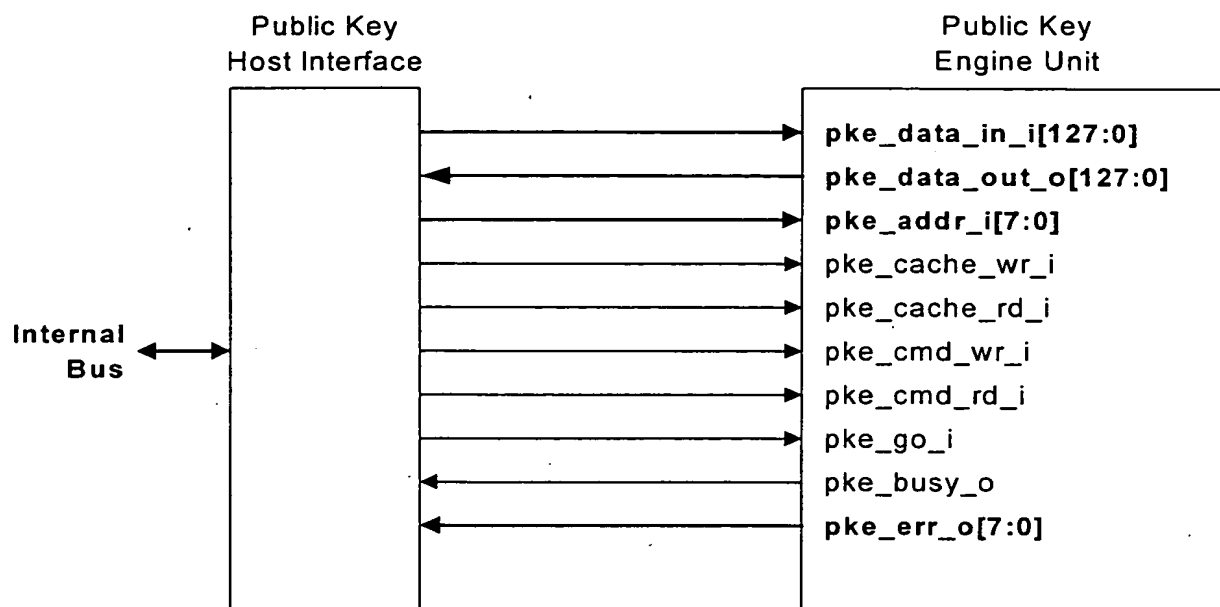 Public Key
Host Interface
Public Key
Engine Unit
pke_data_in_i[127:0]
pke_data_out_o[127:0]
pke_addr_i[7:0]
pke_cache_wr_i
pke_cache_rd_i
Internal
Bus
pke_cmd_wr_i
pke_cmd_rd_i
pke_go_i
pke_busy_o
pke_err_o[7:0]